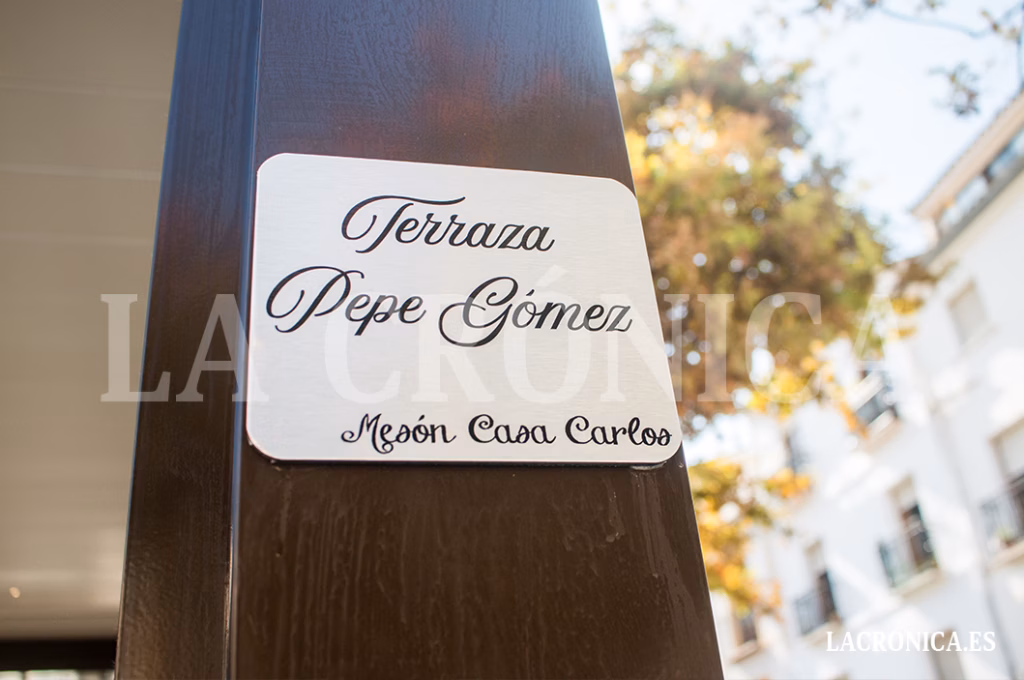 Terraza
Pepe Gómez
LA CRÓNICA
Mesón Casa Carlos
LACRONICA.ES